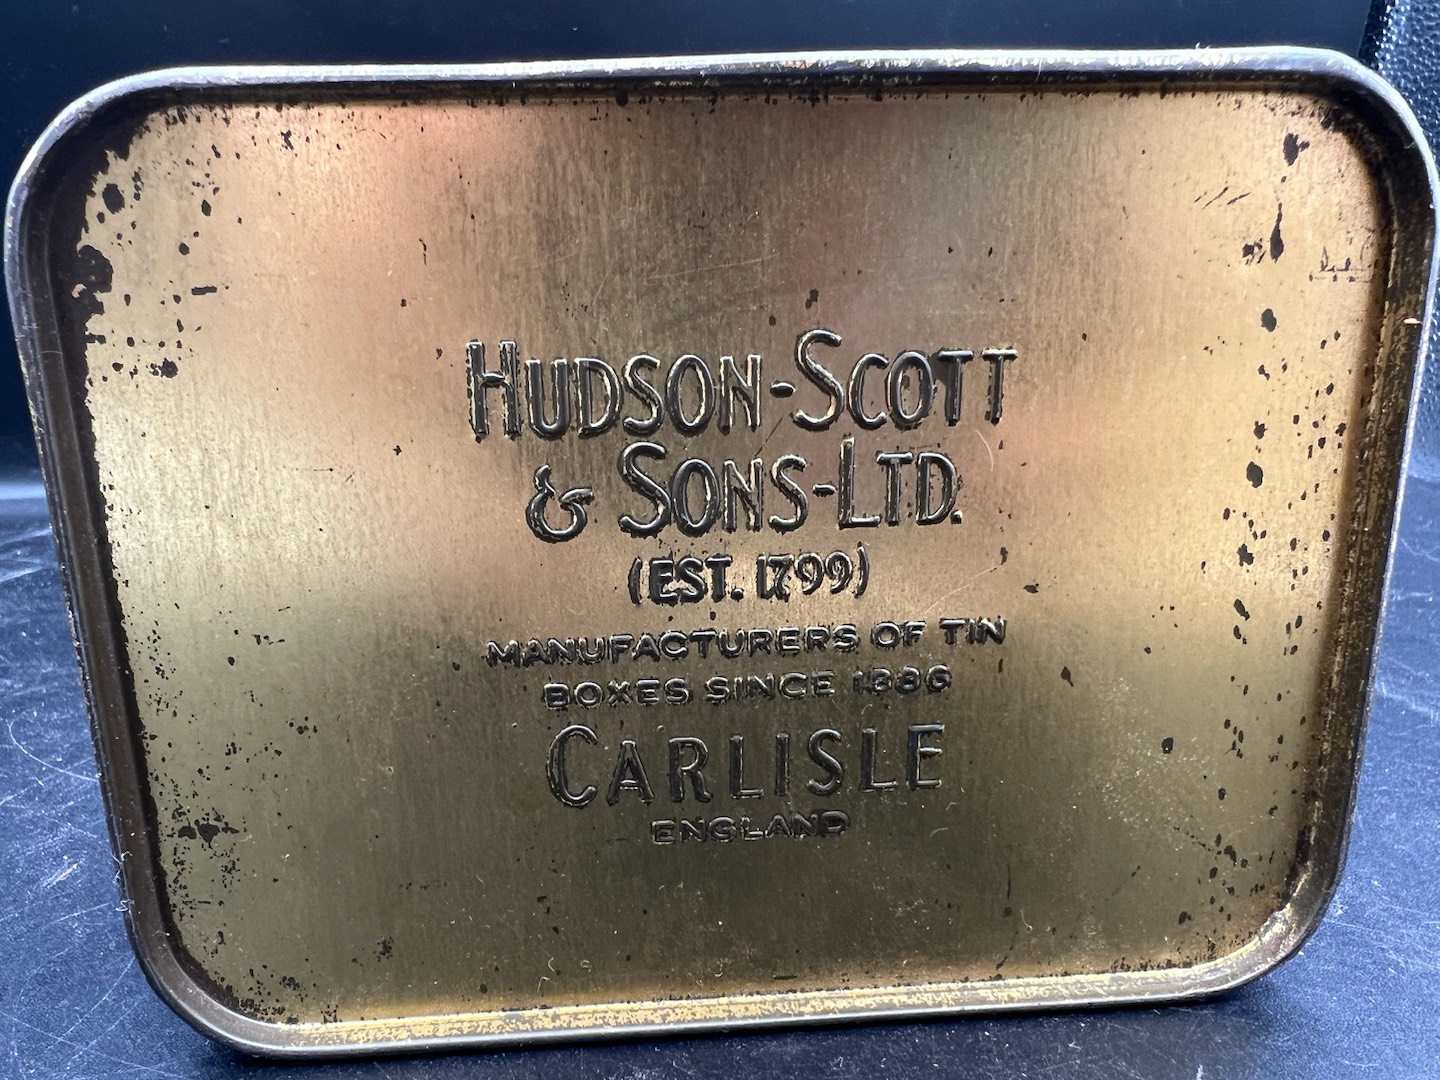 HUDSON-SCOTT
& SONS-LTD.
(EST. 1799)
MANUFACTURERS OF TIN
BOXES SINCE 1886
CARLISLE
ENGLAND